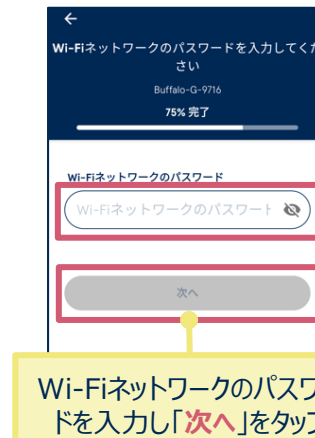 Wi-Fiネットワークのパスワードを入力してくだ
さい
Buffalo-G-9716
75% 完了
Wi-Fiネットワークのパスワード
Wi-Fiネットワークのパスワート
次へ
Wi-Fiネットワークのパスワ
ドを入力し「次へ」をタップ